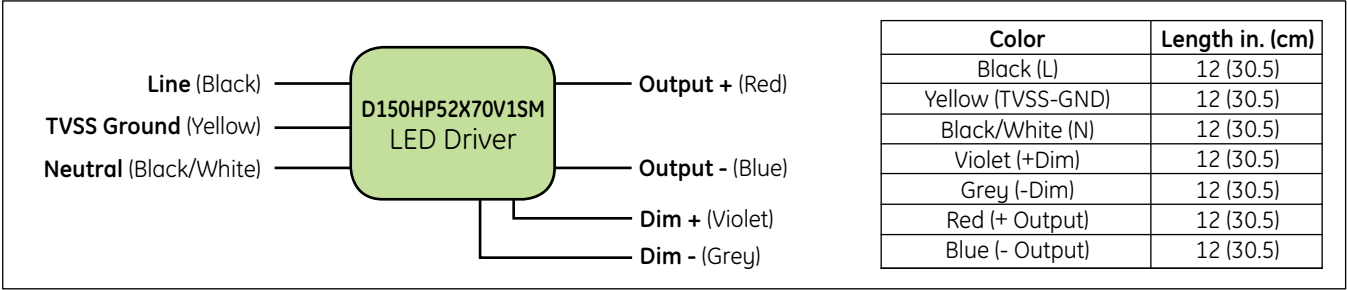 Line (Black)
TVSS Ground (Yellow)
Neutral (Black/White)
D150HP52X70V1SM
LED Driver
Output + (Red)
Output - (Blue)
Dim + (Violet)
Dim - (Grey)
Color Length in. (cm)
Black (L) 12 (30.5)
Yellow (TVSS-GND) 12 (30.5)
Black/White (N) 12 (30.5)
Violet (+Dim) 12 (30.5)
Grey (-Dim) 12 (30.5)
Red (+ Output) 12 (30.5)
Blue (- Output) 12 (30.5)